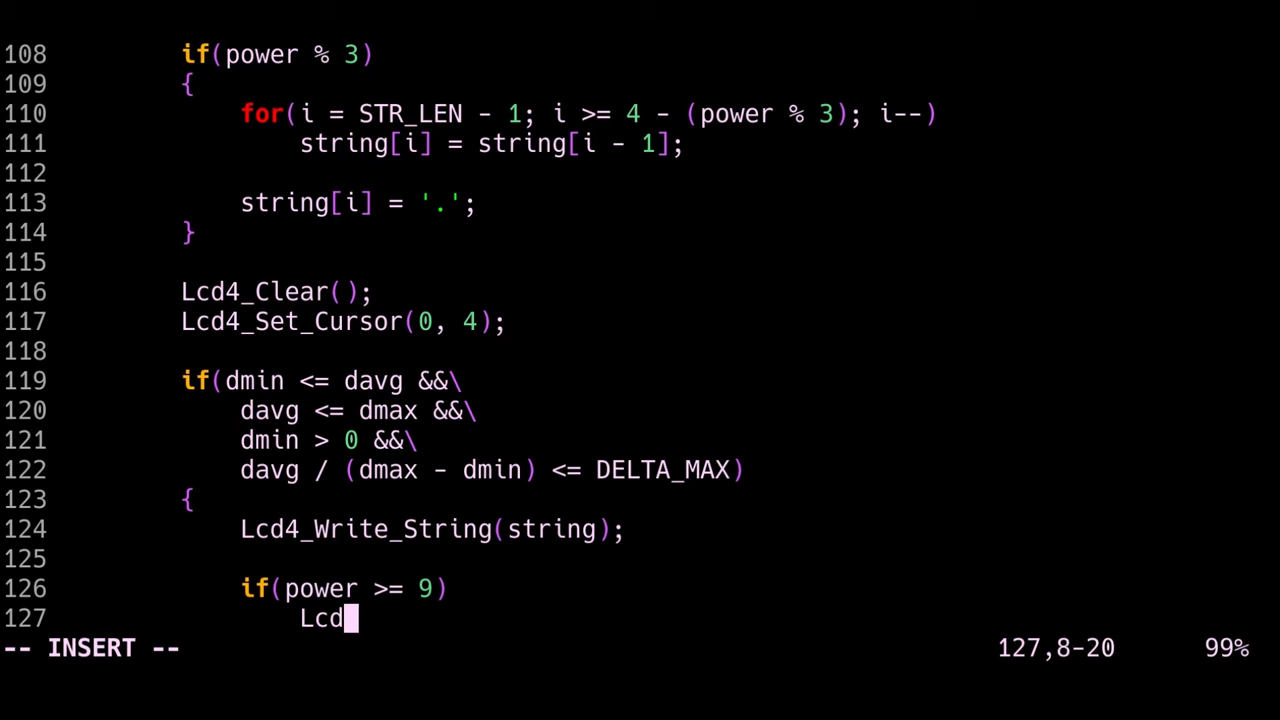 108         if(power % 3)
109         {
110             for(i = STR_LEN - 1; i >= 4 - (power % 3); i--)
111                 string[i] = string[i - 1];
112
113             string[i] = '.';
114         }
115
116         Lcd4_Clear();
117         Lcd4_Set_Cursor(0, 4);
118
119         if(dmin <= davg &&\
120             davg <= dmax &&\
121             dmin > 0 &&\
122             davg / (dmax - dmin) <= DELTA_MAX)
123         {
124             Lcd4_Write_String(string);
125
126             if(power >= 9)
127                 Lcd
-- INSERT -- 127,8-20 99%